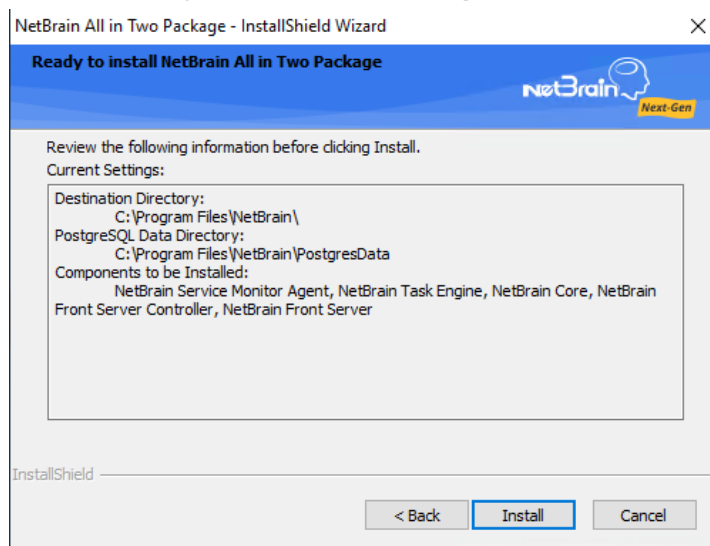 NetBrain All in Two Package - InstallShield Wizard
Ready to install NetBrain All in Two Package
NetBrain
Next-Gen
Review the following information before clicking Install.
Current Settings:
Destination Directory:
C:\Program Files\NetBrain\
PostgreSQL Data Directory:
C:\Program Files\NetBrain\PostgresData
Components to be Installed:
NetBrain Service Monitor Agent, NetBrain Task Engine, NetBrain Core, NetBrain
Front Server Controller, NetBrain Front Server
InstallShield
< Back
Install
Cancel